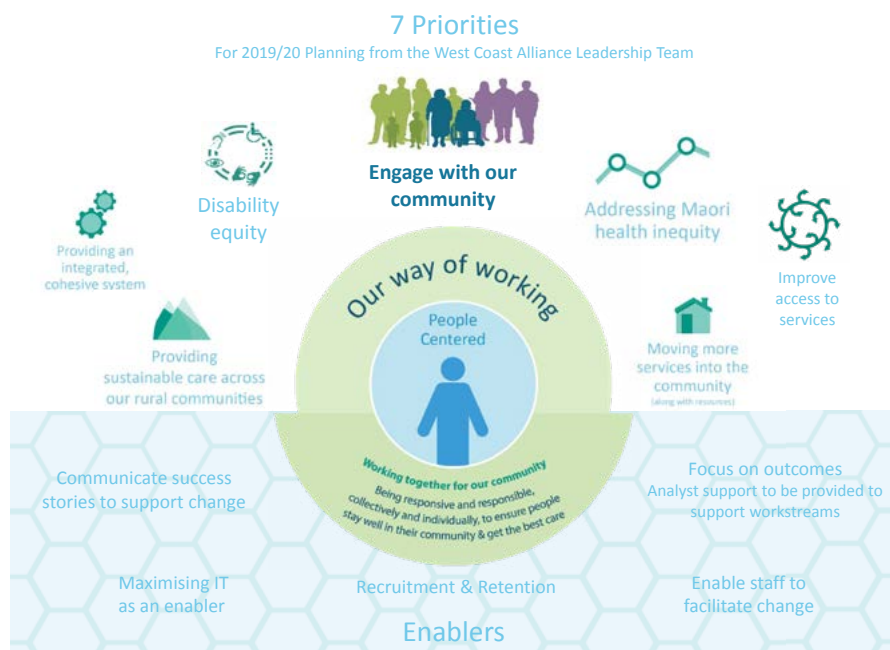 7 Priorities
For 2019/20 Planning from the West Coast Alliance Leadership Team
Engage with our
community
Disability
equity
Addressing Maori
health inequity
Providing an
integrated,
cohesive system
Improve
access to
services
Providing
sustainable care across
our rural communities
Moving more
services into the
community
(along with resources)
Our way of working
People
Centered
Working together for our community
Being responsive and responsible,
collectively and individually, to ensure people
stay well in their community & get the best care
Communicate success
stories to support change
Focus on outcomes
Analyst support to be provided to
support workstreams
Maximising IT
as an enabler
Recruitment & Retention
Enable staff to
facilitate change
Enablers